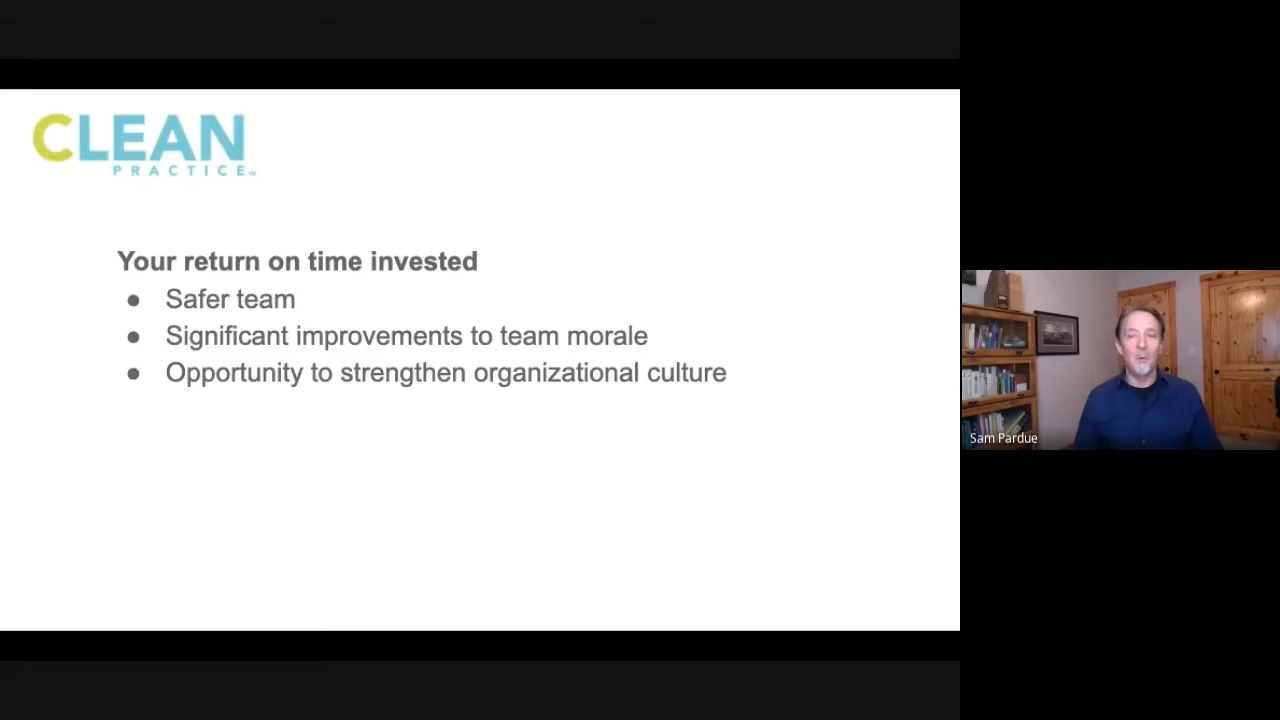 CLEAN
PRACTICE
Your return on time invested
● Safer team
● Significant improvements to team morale
● Opportunity to strengthen organizational culture
Sam Pardue